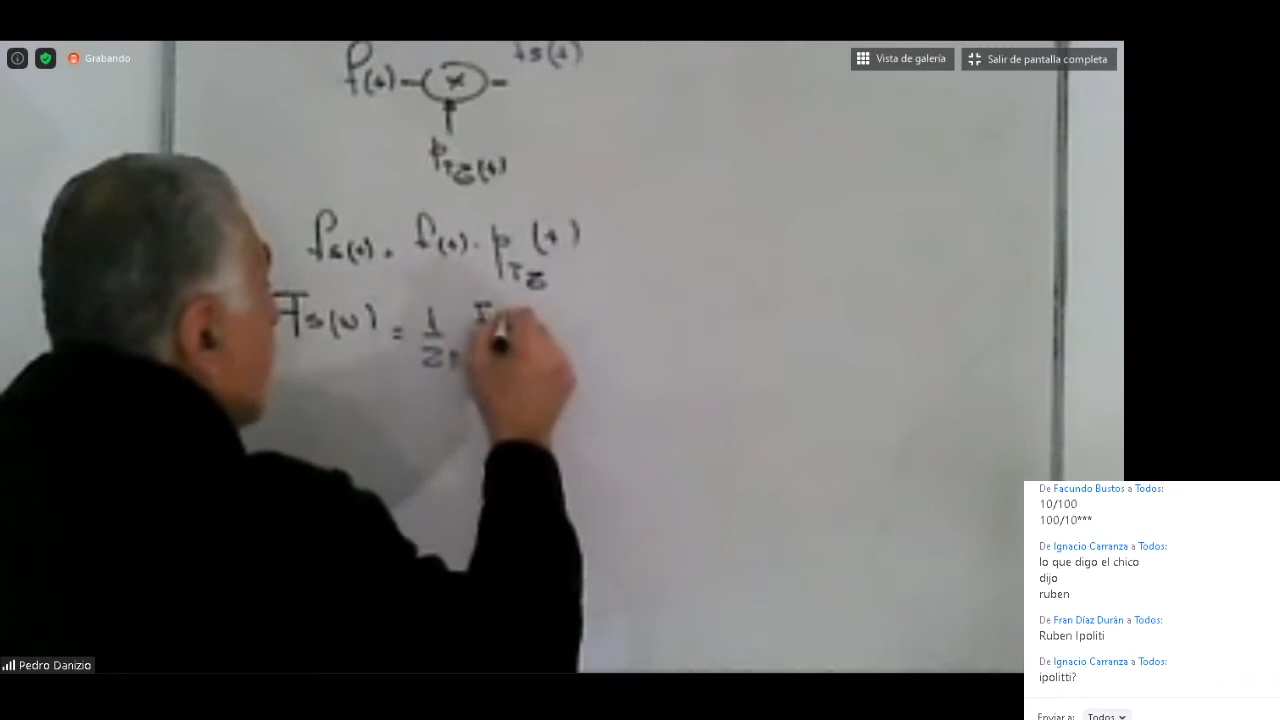 Grabando
Vista de galería
Salir de pantalla completa
fs(t)
f(t) – x –
p_Tτ(t)
fs(t) = f(t) · p_Tτ(t)
Fs(w) = 1/2π F
Pedro Danizio
De Facundo Bustos a Todos:
10/100
100/10***
De Ignacio Carranza a Todos:
lo que digo el chico
dijo
ruben
De Fran Díaz Durán a Todos:
Ruben Ipoliti
De Ignacio Carranza a Todos:
ipolitti?
Enviar a: Todos